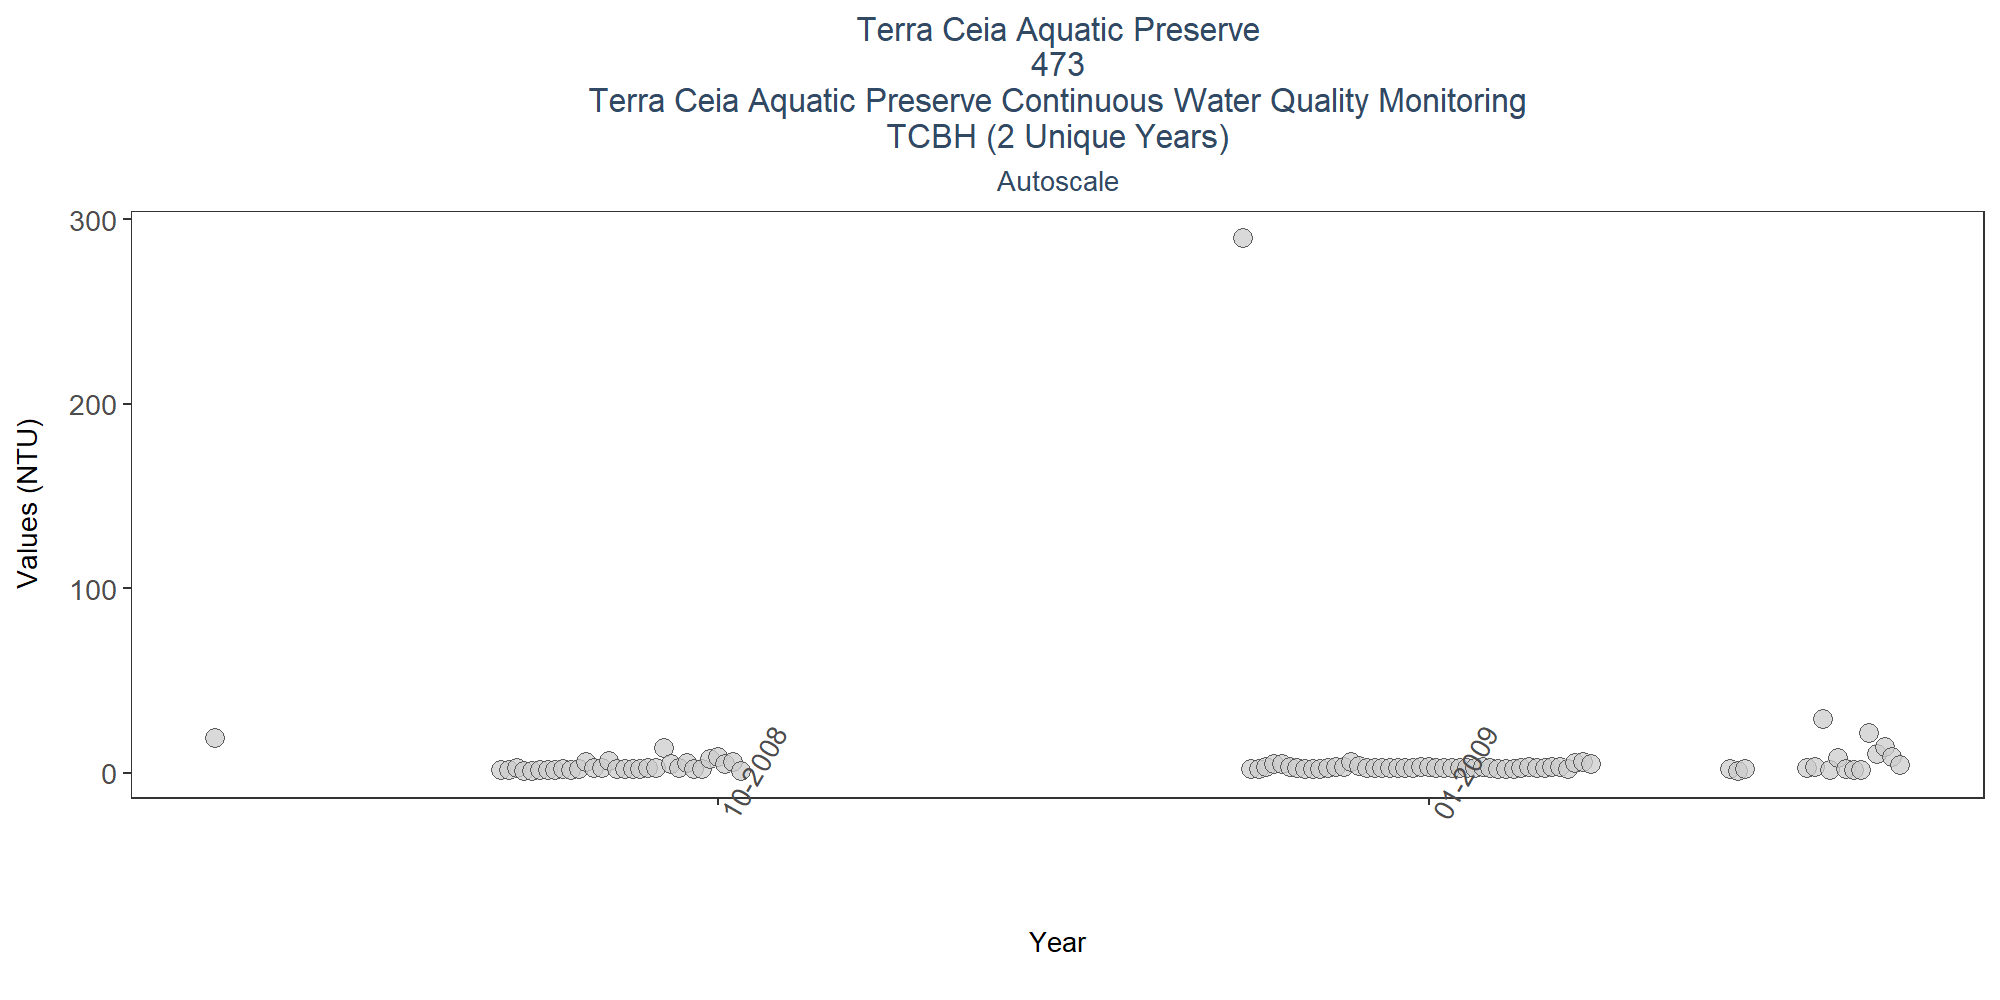 Terra Ceia Aquatic Preserve
473
Terra Ceia Aquatic Preserve Continuous Water Quality Monitoring
TCBH (2 Unique Years)
Autoscale
300
200
100
0
Values (NTU)
10-2008
01-2009
Year